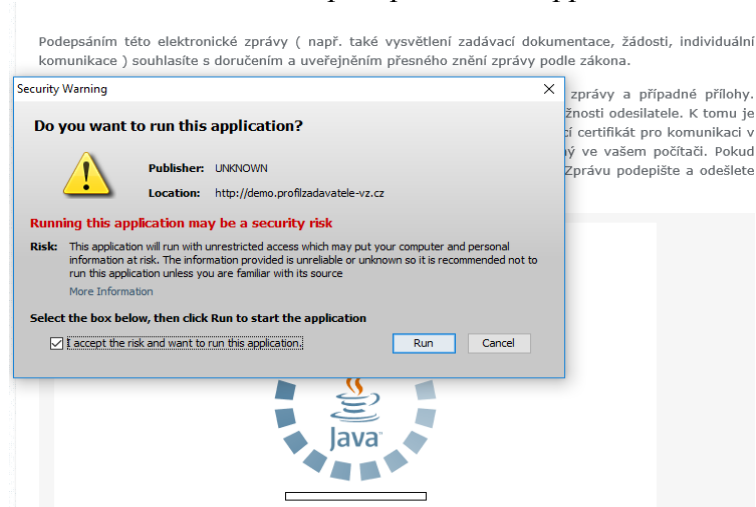 Podepsáním této elektronické zprávy ( např. také vysvětlení zadávací dokumentace, žádosti, individuální
komunikace ) souhlasíte s doručením a uveřejněním přesného znění zprávy podle zákona.
Security Warning
zprávy a případné přílohy.
žnosti odesilatele. K tomu je
cí certifikát pro komunikaci v
ný ve vašem počítači. Pokud
Zprávu podepište a odešlete
Do you want to run this application?
Publisher: UNKNOWN
Location: http://demo.profilzadavatele-vz.cz
Running this application may be a security risk
Risk: This application will run with unrestricted access which may put your computer and personal
information at risk. The information provided is unreliable or unknown so it is recommended not to
run this application unless you are familiar with its source
More Information
Select the box below, then click Run to start the application
I accept the risk and want to run this application.
Run Cancel
Java